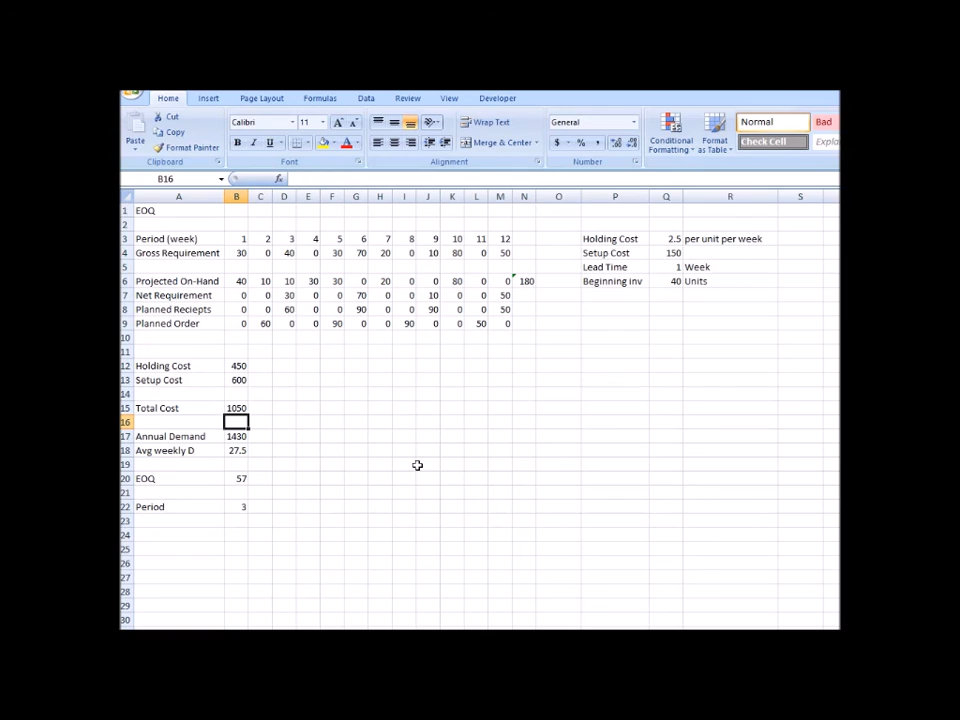 Home Insert Page Layout Formulas Data Review View Developer
Cut
Copy
Paste
Format Painter
Clipboard
Calibri 11 A A
B I U A
Font
Wrap Text
Merge & Center
Alignment
General
$ % ,
Number
Conditional Formatting
Format as Table
Normal Bad
Check Cell
B16 fx
A B C D E F G H I J K L M N O P Q R S
1 EOQ
2
3 Period (week) 1 2 3 4 5 6 7 8 9 10 11 12 Holding Cost 2.5 per unit per week
4 Gross Requirement 30 0 40 0 30 70 20 0 10 80 0 50 Setup Cost 150
5 Lead Time 1 Week
6 Projected On-Hand 40 10 10 30 30 0 20 0 0 80 0 0 180 Beginning inv 40 Units
7 Net Requirement 0 0 30 0 0 70 0 0 10 0 0 50
8 Planned Reciepts 0 0 60 0 0 90 0 0 90 0 0 50
9 Planned Order 0 60 0 0 90 0 0 90 0 0 50 0
10
11
12 Holding Cost 450
13 Setup Cost 600
14
15 Total Cost 1050
16
17 Annual Demand 1430
18 Avg weekly D 27.5
19
20 EOQ 57
21
22 Period 3
23
24
25
26
27
28
29
30